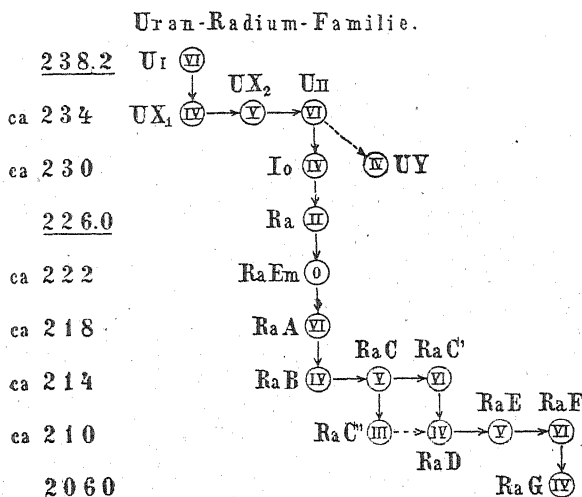 Uran-Radium-Familie.
238.2 UI VI
UX2 UII
ca 234 UX1 IV V VI
ca 230 Io IV IV UY
226.0 Ra II
ca 222 RaEm 0
ca 218 RaA VI
RaC RaC'
ca 214 RaB IV V VI
RaE RaF
ca 210 RaC" III IV V VI
RaD
2060 RaG IV